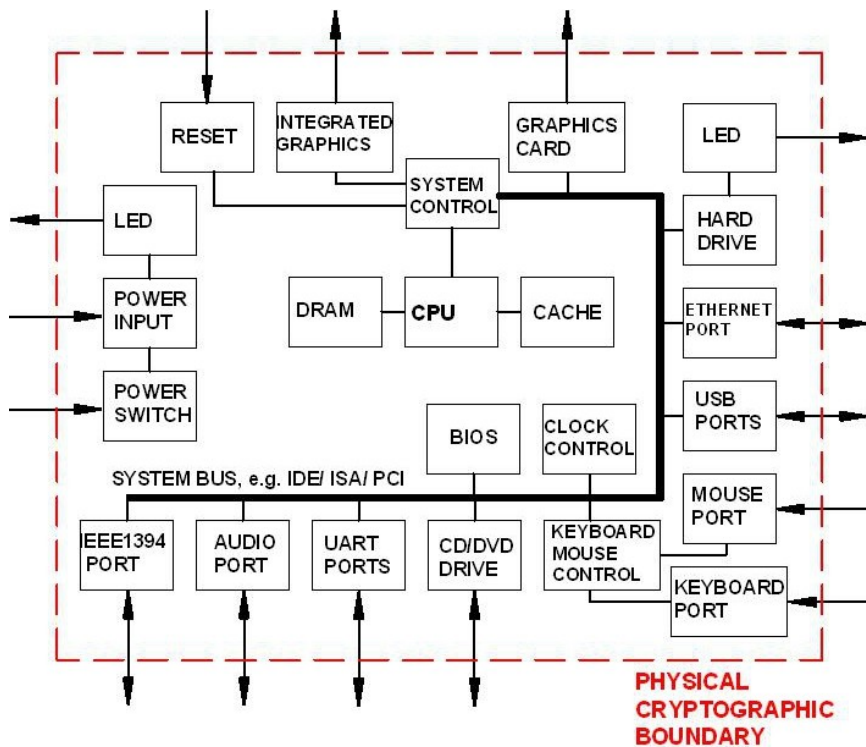 RESET
INTEGRATED
GRAPHICS
GRAPHICS
CARD
LED
SYSTEM
CONTROL
LED
HARD
DRIVE
POWER
INPUT
DRAM
CPU
CACHE
ETHERNET
PORT
POWER
SWITCH
USB
PORTS
BIOS
CLOCK
CONTROL
SYSTEM BUS, e.g. IDE/ ISA/ PCI
MOUSE
PORT
IEEE1394
PORT
AUDIO
PORT
UART
PORTS
CD/DVD
DRIVE
KEYBOARD
MOUSE
CONTROL
KEYBOARD
PORT
PHYSICAL
CRYPTOGRAPHIC
BOUNDARY